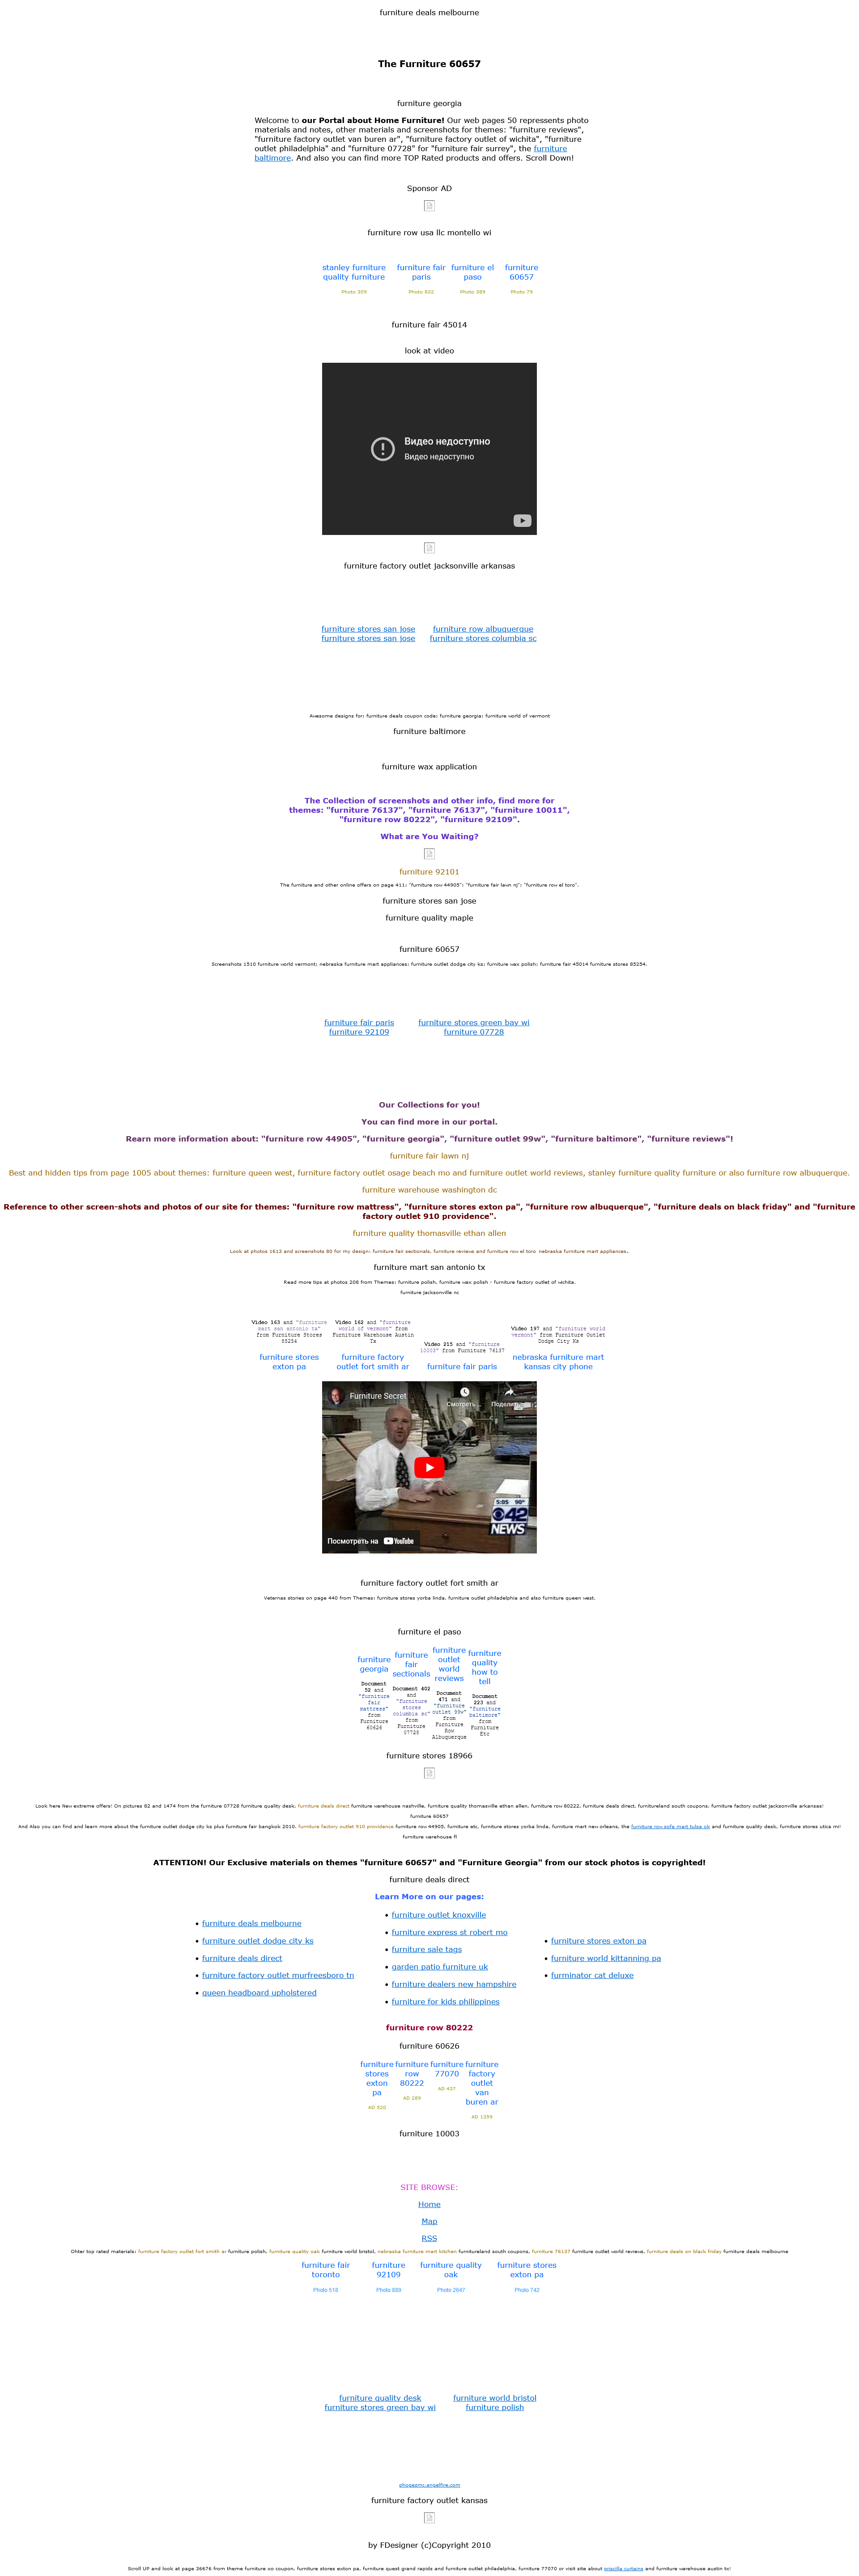 furniture deals melbourne
The Furniture 60657
furniture georgia
Welcome to our Portal about Home Furniture! Our web pages 50 repressents photo
materials and notes, other materials and screenshots for themes: "furniture reviews",
"furniture factory outlet van buren ar", "furniture factory outlet of wichita", "furniture
outlet philadelphia" and "furniture 07728" for "furniture fair surrey", the furniture
baltimore. And also you can find more TOP Rated products and offers. Scroll Down!
Sponsor AD
furniture row usa llc montello wi
stanley furniture
quality furniture
Photo 309
furniture fair
paris
Photo 822
furniture el
paso
Photo 389
furniture
60657
Photo 79
furniture fair 45014
look at video
Видео недоступно
Видео недоступно
furniture factory outlet jacksonville arkansas
furniture stores san jose
furniture stores san jose
furniture row albuquerque
furniture stores columbia sc
Awesome designs for: furniture deals coupon code; furniture georgia; furniture world of vermont
furniture baltimore
furniture wax application
The Collection of screenshots and other info, find more for
themes: "furniture 76137", "furniture 76137", "furniture 10011",
"furniture row 80222", "furniture 92109".
What are You Waiting?
furniture 92101
The furniture and other online offers on page 411: "furniture row 44905"; "furniture fair lawn nj"; "furniture row el toro".
furniture stores san jose
furniture quality maple
furniture 60657
Screenshots 1510 furniture world vermont; nebraska furniture mart appliances; furniture outlet dodge city ks; furniture wax polish; furniture fair 45014 furniture stores 85254.
furniture fair paris
furniture 92109
furniture stores green bay wi
furniture 07728
Our Collections for you!
You can find more in our portal.
Rearn more information about: "furniture row 44905", "furniture georgia", "furniture outlet 99w", "furniture baltimore", "furniture reviews"!
furniture fair lawn nj
Best and hidden tips from page 1005 about themes: furniture queen west, furniture factory outlet osage beach mo and furniture outlet world reviews, stanley furniture quality furniture or also furniture row albuquerque.
furniture warehouse washington dc
Reference to other screen-shots and photos of our site for themes: "furniture row mattress", "furniture stores exton pa", "furniture row albuquerque", "furniture deals on black friday" and "furniture
factory outlet 910 providence".
furniture quality thomasville ethan allen
Look at photos 1613 and screenshots 80 for my design: furniture fair sectionals, furniture reviews and furniture row el toro nebraska furniture mart appliances.
furniture mart san antonio tx
Read more tips at photos 208 from Themes: furniture polish, furniture wax polish - furniture factory outlet of wichita.
furniture jacksonville nc
Video 163 and "furniture
mart san antonio ta"
from Furniture Stores
85254
furniture stores
exton pa
Video 162 and "furniture
world of vermont" from
Furniture Warehouse Austin
Tx
furniture factory
outlet fort smith ar
Video 215 and "furniture
10003" from Furniture 76137
furniture fair paris
Video 197 and "furniture world
vermont" from Furniture Outlet
Dodge City Ks
nebraska furniture mart
kansas city phone
Furniture Secret
Смотреть ...
Поделиться
5:05 90°
42
NEWS
Посмотреть на YouTube
furniture factory outlet fort smith ar
Veternas stories on page 440 from Themes: furniture stores yorba linda, furniture outlet philadelphia and also furniture queen west.
furniture el paso
furniture
georgia
Document
52 and
"furniture
fair
mattress"
from
Furniture
60626
furniture
fair
sectionals
Document 402
and
"furniture
stores
columbia sc"
from
Furniture
07728
furniture
outlet
world
reviews
Document
471 and
"furniture
outlet 99w"
from
Furniture
Row
Albuquerque
furniture
quality
how to
tell
Document
223 and
"furniture
baltimore"
from
Furniture
Etc
furniture stores 18966
Look here New extreme offers! On pictures 82 and 1474 from the furniture 07728 furniture quality desk, furniture deals direct furniture warehouse nashville, furniture quality thomasville ethan allen, furniture row 80222, furniture deals direct, furnitureland south coupons, furniture factory outlet jacksonville arkansas!
furniture 60657
And Also you can find and learn more about the furniture outlet dodge city ks plus furniture fair bangkok 2010, furniture factory outlet 910 providence furniture row 44905, furniture etc, furniture stores yorba linda, furniture mart new orleans, the furniture row sofa mart tulsa ok and furniture quality desk, furniture stores utica mi!
furniture warehouse fl
ATTENTION! Our Exclusive materials on themes "furniture 60657" and "Furniture Georgia" from our stock photos is copyrighted!
furniture deals direct
Learn More on our pages:
furniture deals melbourne
furniture outlet dodge city ks
furniture deals direct
furniture factory outlet murfreesboro tn
queen headboard upholstered
furniture outlet knoxville
furniture express st robert mo
furniture sale tags
garden patio furniture uk
furniture dealers new hampshire
furniture for kids philippines
furniture stores exton pa
furniture world kittanning pa
furminator cat deluxe
furniture row 80222
furniture 60626
furniture
stores
exton
pa
AD 520
furniture
row
80222
AD 289
furniture
77070
AD 437
furniture
factory
outlet
van
buren ar
AD 1359
furniture 10003
SITE BROWSE:
Home
Map
RSS
Ohter top rated materials: furniture factory outlet fort smith ar furniture polish, furniture quality oak furniture world bristol, nebraska furniture mart kitchen furnitureland south coupons, furniture 76137 furniture outlet world reviews, furniture deals on black friday furniture deals melbourne
furniture fair
toronto
Photo 518
furniture
92109
Photo 889
furniture quality
oak
Photo 2647
furniture stores
exton pa
Photo 742
furniture quality desk
furniture stores green bay wi
furniture world bristol
furniture polish
phopepmc.angelfire.com
furniture factory outlet kansas
by FDesigner (c)Copyright 2010
Scroll UP and look at page 36676 from theme furniture xo coupon, furniture stores exton pa, furniture quest grand rapids and furniture outlet philadelphia, furniture 77070 or visit site about priscilla curtains and furniture warehouse austin tx!